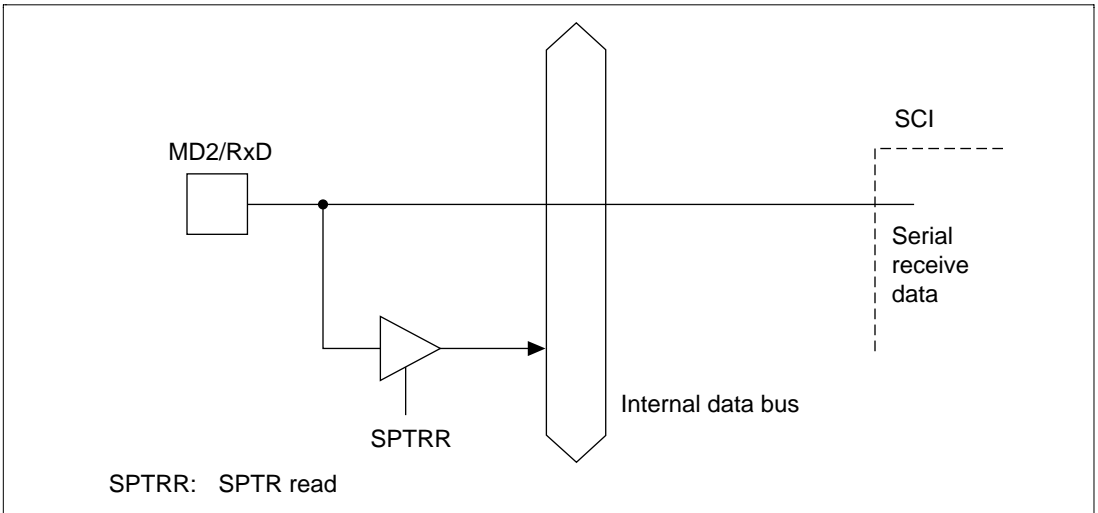 SCI
MD2/RxD
Serial
receive
data
Internal data bus
SPTRR
SPTRR: SPTR read